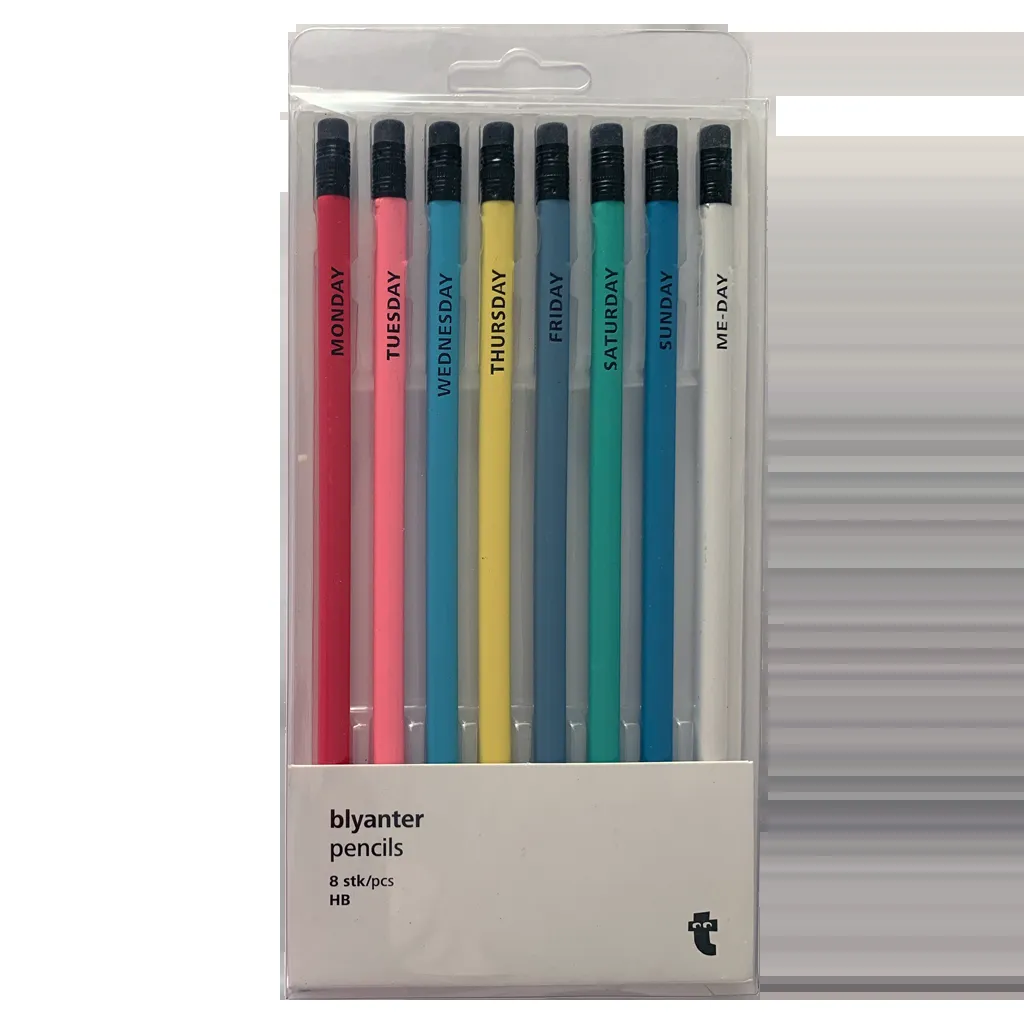 MONDAY
TUESDAY
WEDNESDAY
THURSDAY
FRIDAY
SATURDAY
SUNDAY
ME-DAY
blyanter
pencils
8 stk/pcs
HB